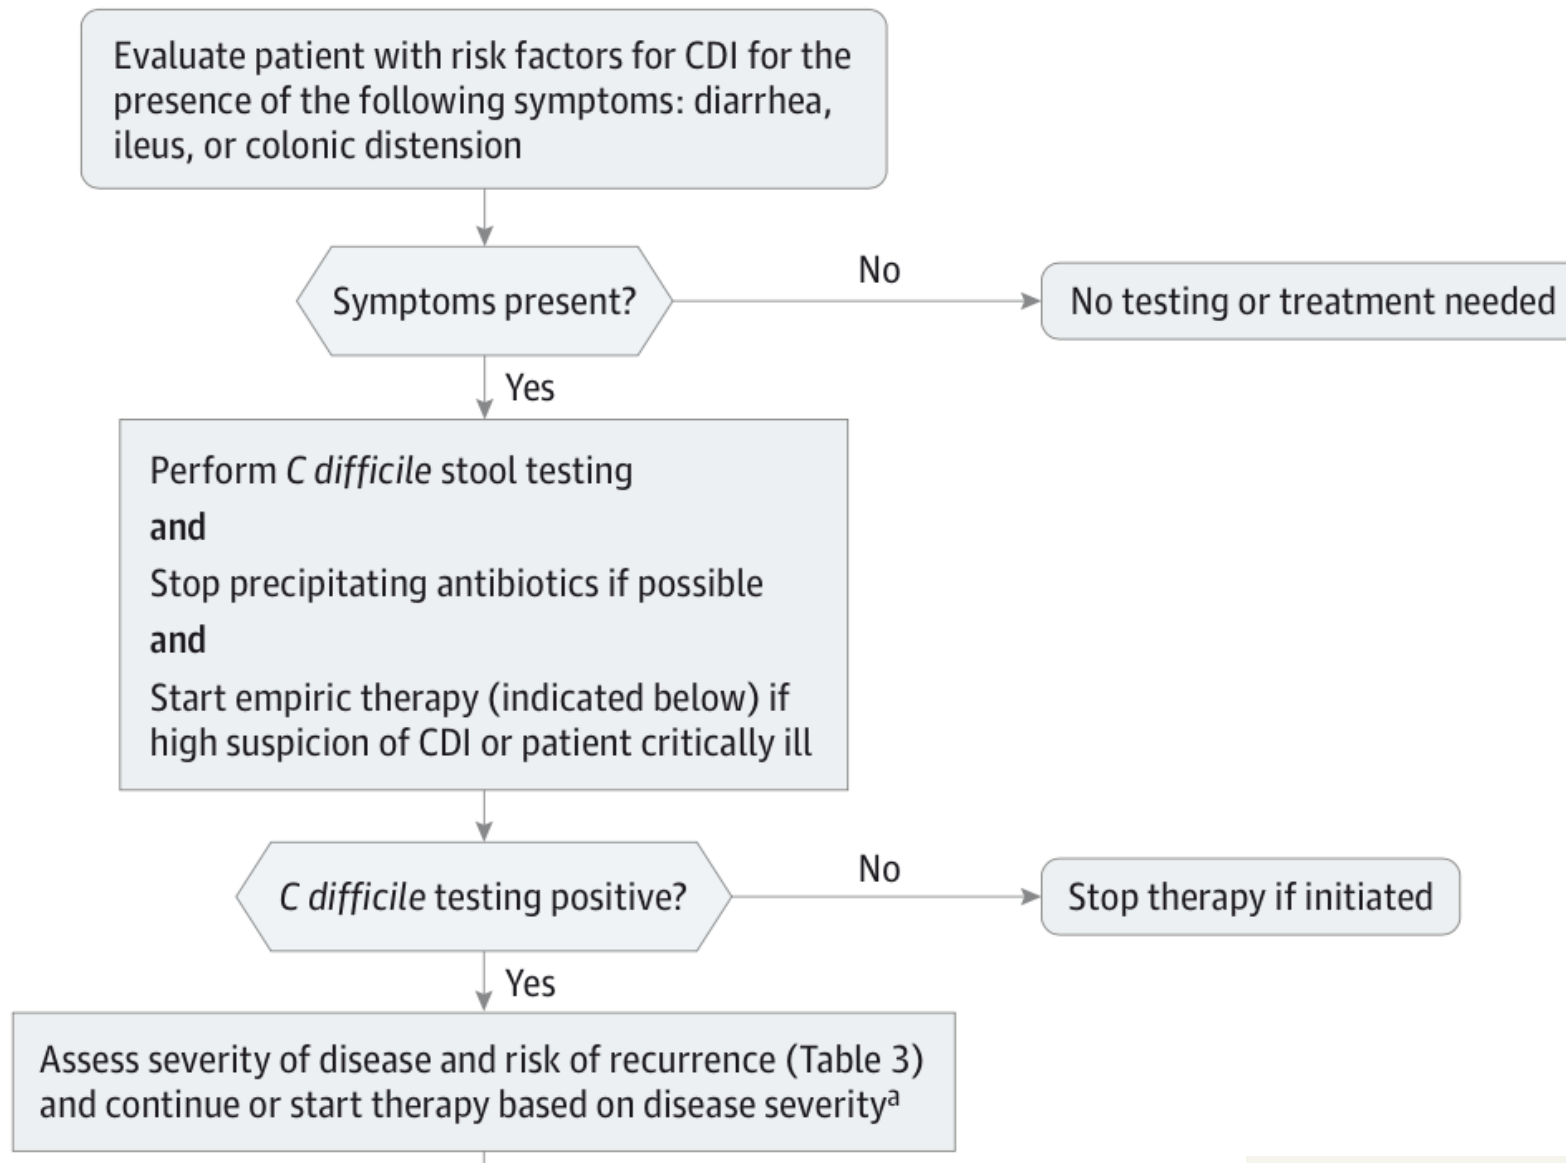 Evaluate patient with risk factors for CDI for the
presence of the following symptoms: diarrhea,
ileus, or colonic distension
Symptoms present?
No
No testing or treatment needed
Yes
Perform C difficile stool testing
and
Stop precipitating antibiotics if possible
and
Start empiric therapy (indicated below) if
high suspicion of CDI or patient critically ill
C difficile testing positive?
No
Stop therapy if initiated
Yes
Assess severity of disease and risk of recurrence (Table 3)
and continue or start therapy based on disease severityᵃ